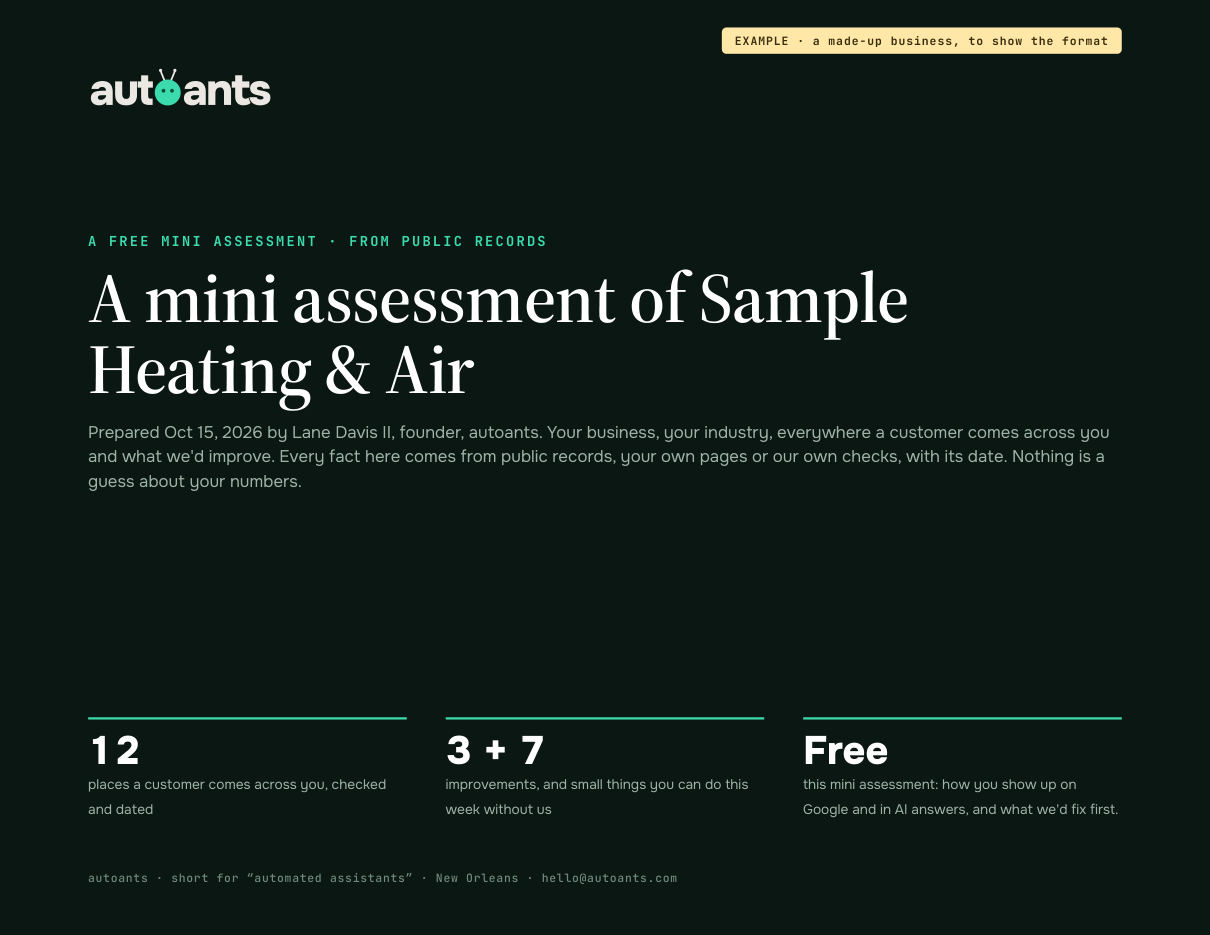 EXAMPLE · a made-up business, to show the format
autoants
A FREE MINI ASSESSMENT · FROM PUBLIC RECORDS
A mini assessment of Sample
Heating & Air
Prepared Oct 15, 2026 by Lane Davis II, founder, autoants. Your business, your industry, everywhere a customer comes across you
and what we'd improve. Every fact here comes from public records, your own pages or our own checks, with its date. Nothing is a
guess about your numbers.
12
places a customer comes across you, checked
and dated
3 + 7
improvements, and small things you can do this
week without us
Free
this mini assessment: how you show up on
Google and in AI answers, and what we'd fix first.
autoants · short for “automated assistants” · New Orleans · hello@autoants.com